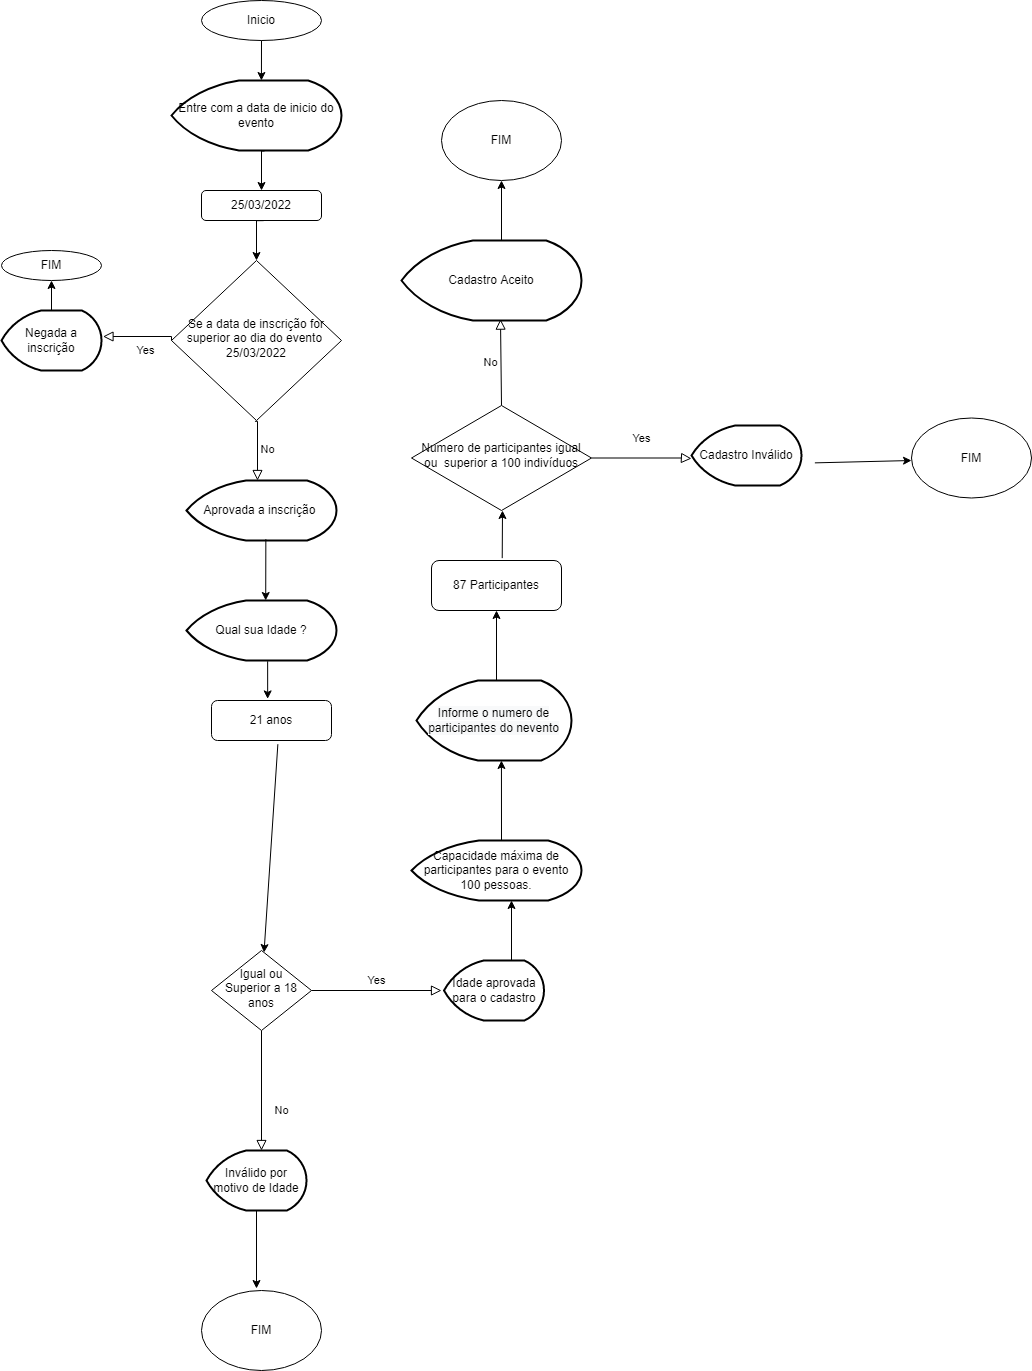 Inicio
Entre com a data de inicio do
evento
25/03/2022
Se a data de inscrição for
superior ao dia do evento
25/03/2022
Yes
Negada a
inscrição
FIM
No
Aprovada a inscrição
Qual sua Idade ?
21 anos
Igual ou
Superior a 18
anos
No
Inválido por
motivo de Idade
FIM
Yes
Idade aprovada
para o cadastro
Capacidade máxima de
participantes para o evento
100 pessoas.
Informe o numero de
participantes do nevento
87 Participantes
Numero de participantes igual
ou superior a 100 indivíduos
Yes
Cadastro Inválido
FIM
No
Cadastro Aceito
FIM